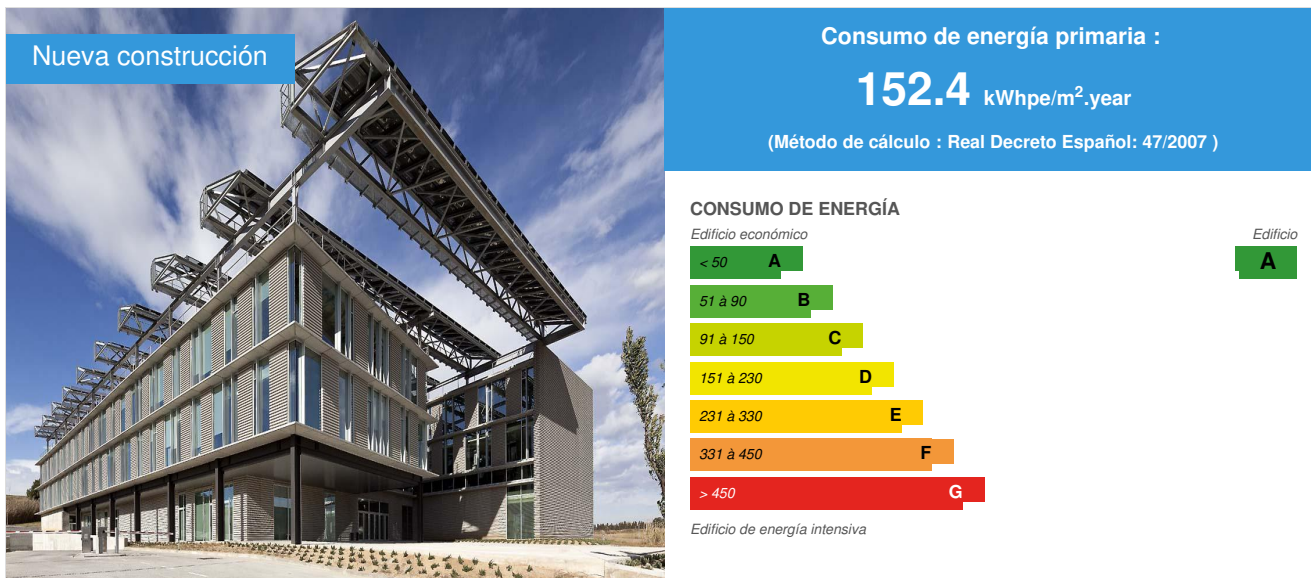 Nueva construcción
Consumo de energía primaria :
152.4 kWhpe/m².year
(Método de cálculo : Real Decreto Español: 47/2007 )
CONSUMO DE ENERGÍA
Edificio económico
Edificio
< 50 A
A
51 à 90 B
91 à 150 C
151 à 230 D
231 à 330 E
331 à 450 F
> 450 G
Edificio de energía intensiva